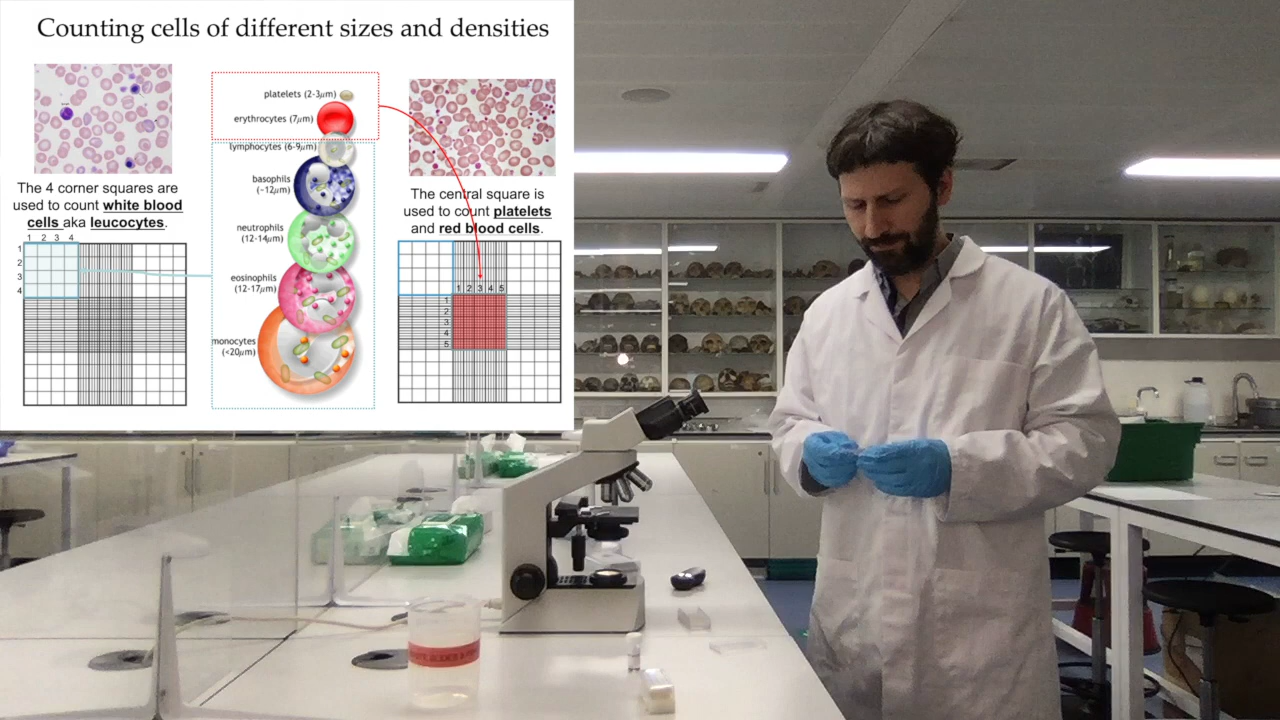 Counting cells of different sizes and densities
platelets (2-3µm)
erythrocytes (7µm)
lymphocytes (6-9µm)
basophils
(~12µm)
neutrophils
(12-14µm)
eosinophils
(12-17µm)
monocytes
(<20µm)
The 4 corner squares are
used to count white blood
cells aka leucocytes.
1 2 3 4
1
2
3
4
The central square is
used to count platelets
and red blood cells.
1 2 3 4 5
1
2
3
4
5